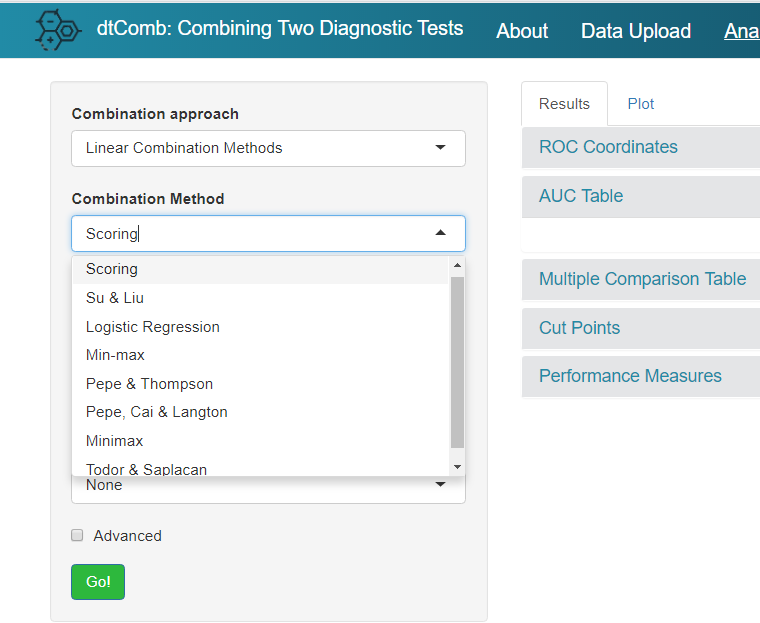 dtComb: Combining Two Diagnostic Tests
About
Data Upload
Ana
Combination approach
Linear Combination Methods
Combination Method
Scoring
Scoring
Su & Liu
Logistic Regression
Min-max
Pepe & Thompson
Pepe, Cai & Langton
Minimax
Todor & Saplacan
None
Advanced
Go!
Results
Plot
ROC Coordinates
AUC Table
Multiple Comparison Table
Cut Points
Performance Measures